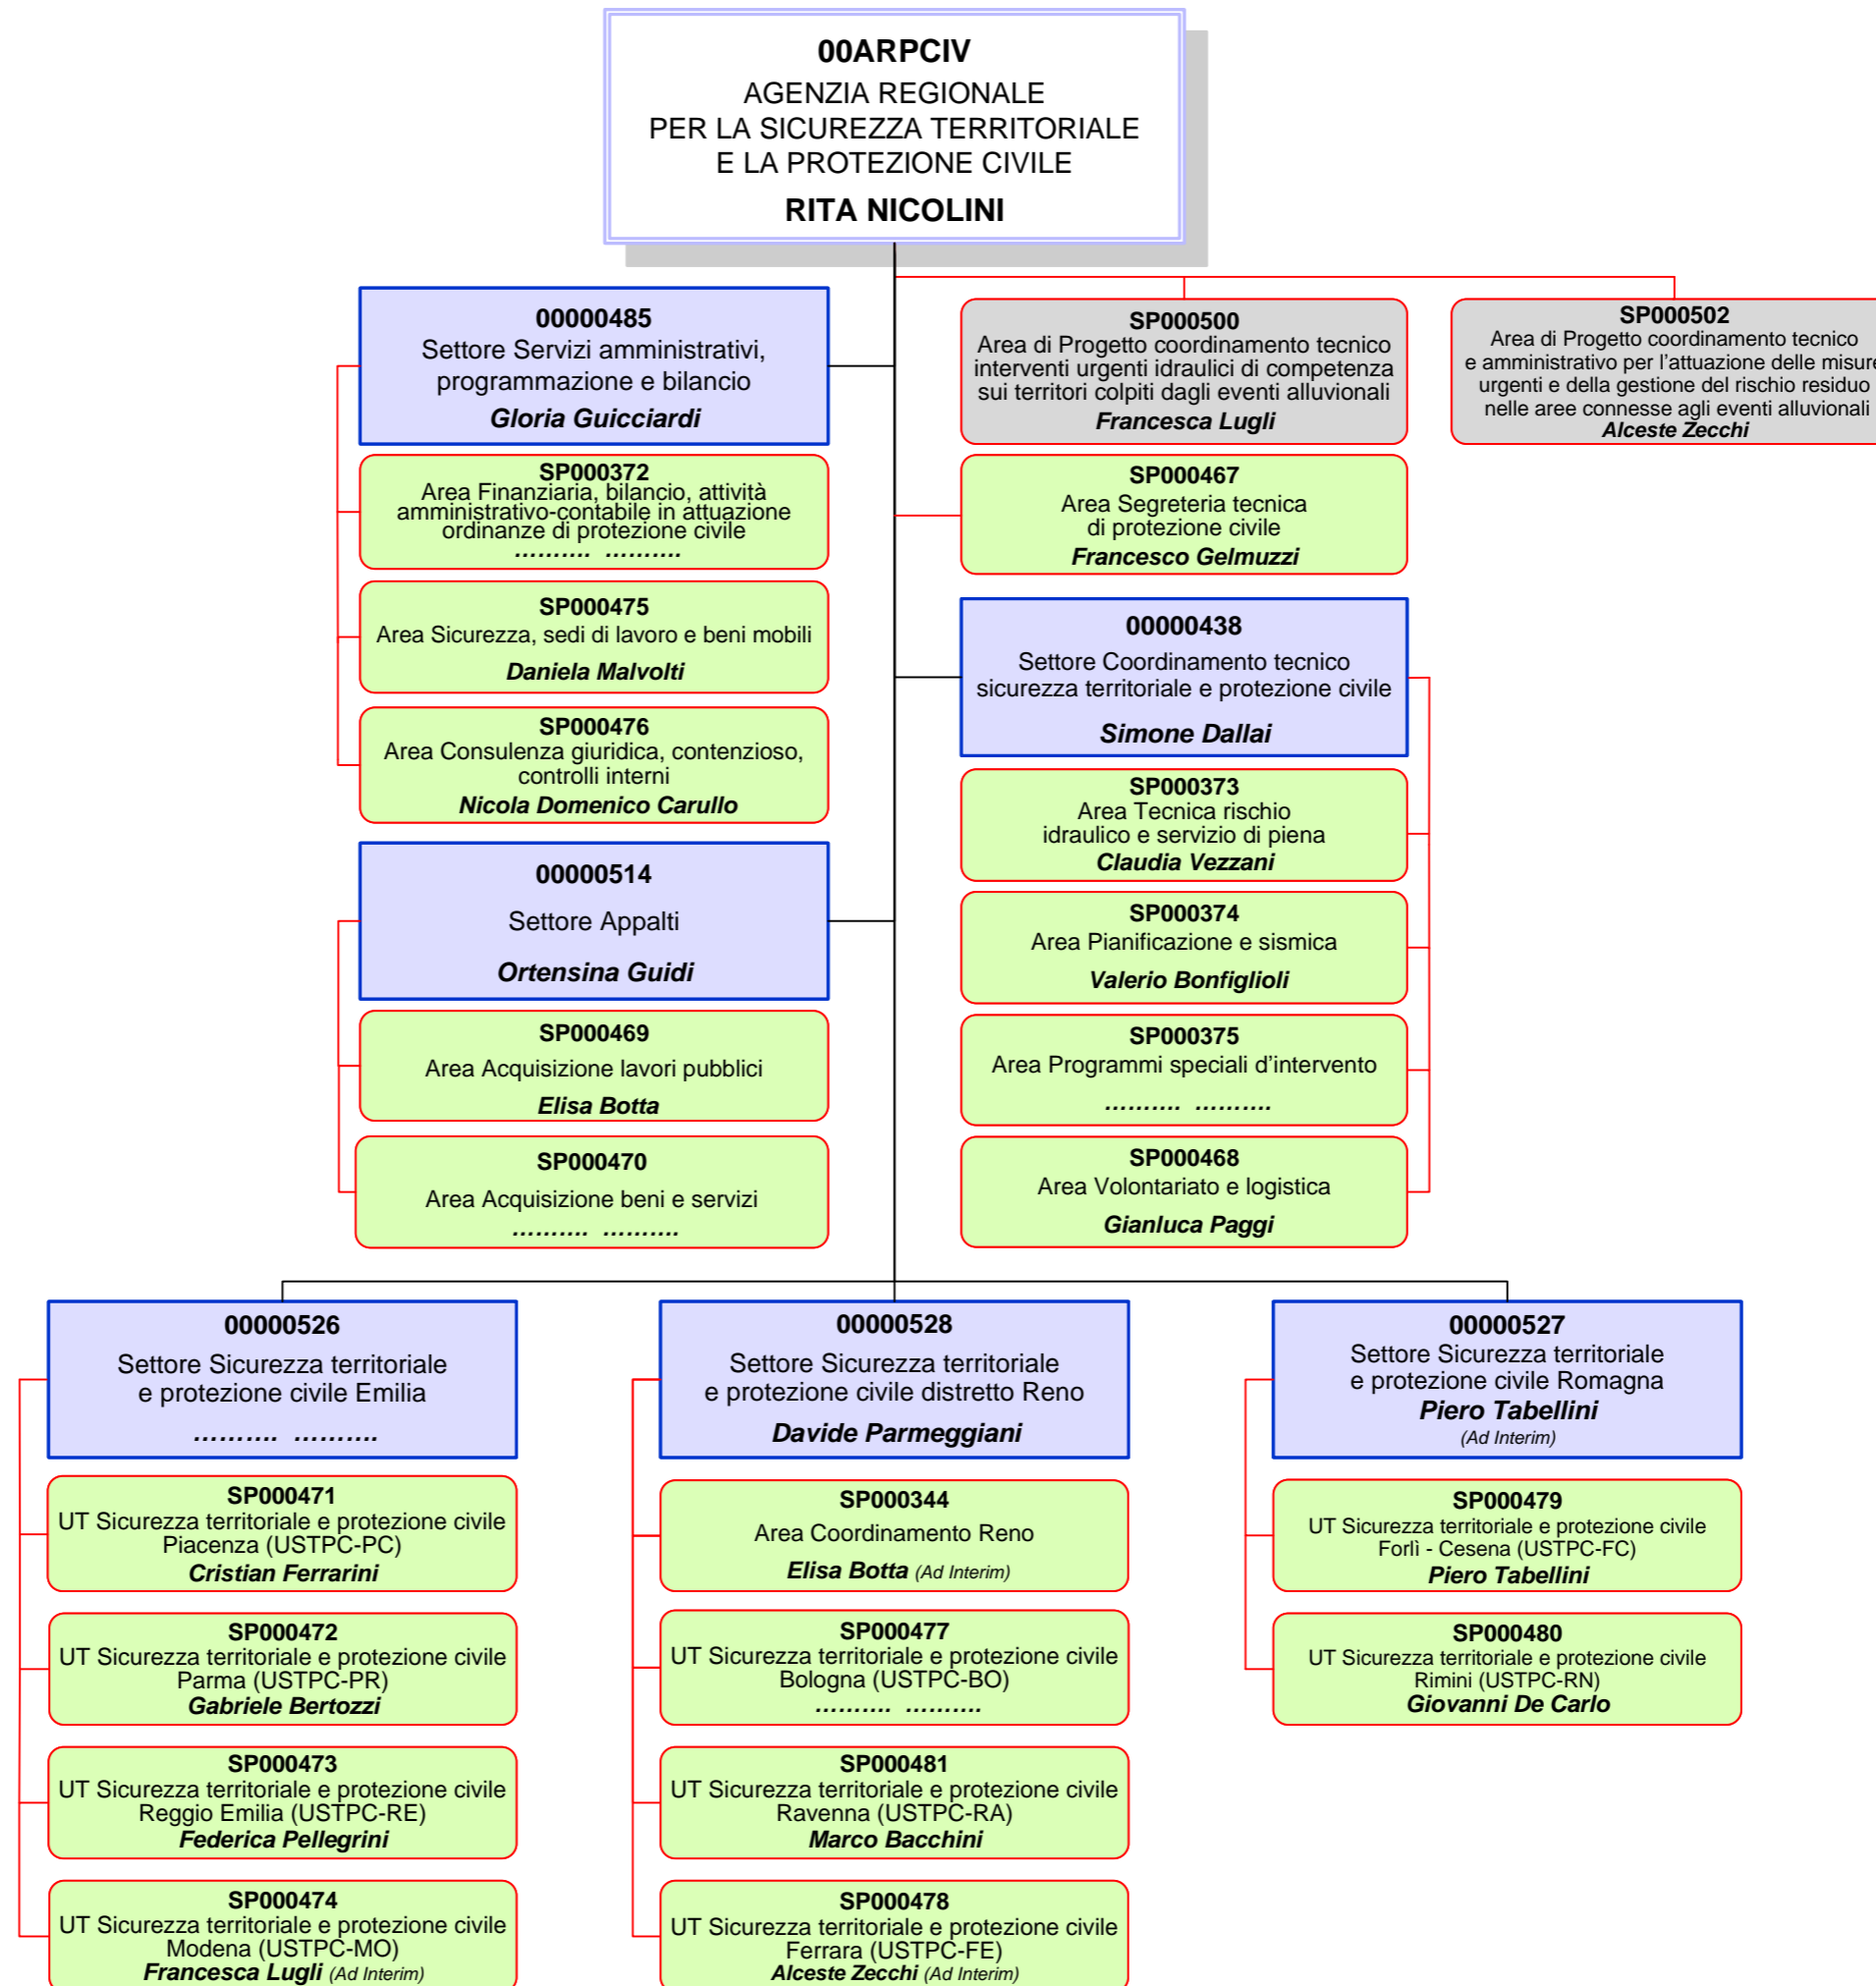 00ARPCIV
AGENZIA REGIONALE
PER LA SICUREZZA TERRITORIALE
E LA PROTEZIONE CIVILE
RITA NICOLINI
00000485
Settore Servizi amministrativi,
programmazione e bilancio
Gloria Guicciardi
SP000372
Area Finanziaria, bilancio, attività
amministrativo-contabile in attuazione
ordinanze di protezione civile
………. ……….
SP000475
Area Sicurezza, sedi di lavoro e beni mobili
Daniela Malvolti
SP000476
Area Consulenza giuridica, contenzioso,
controlli interni
Nicola Domenico Carullo
00000514
Settore Appalti
Ortensina Guidi
SP000469
Area Acquisizione lavori pubblici
Elisa Botta
SP000470
Area Acquisizione beni e servizi
………. ……….
SP000500
Area di Progetto coordinamento tecnico
interventi urgenti idraulici di competenza
sui territori colpiti dagli eventi alluvionali
Francesca Lugli
SP000502
Area di Progetto coordinamento tecnico
e amministrativo per l'attuazione delle misure
urgenti e della gestione del rischio residuo
nelle aree connesse agli eventi alluvionali
Alceste Zecchi
SP000467
Area Segreteria tecnica
di protezione civile
Francesco Gelmuzzi
00000438
Settore Coordinamento tecnico
sicurezza territoriale e protezione civile
Simone Dallai
SP000373
Area Tecnica rischio
idraulico e servizio di piena
Claudia Vezzani
SP000374
Area Pianificazione e sismica
Valerio Bonfiglioli
SP000375
Area Programmi speciali d'intervento
………. ……….
SP000468
Area Volontariato e logistica
Gianluca Paggi
00000526
Settore Sicurezza territoriale
e protezione civile Emilia
………. ……….
SP000471
UT Sicurezza territoriale e protezione civile
Piacenza (USTPC-PC)
Cristian Ferrarini
SP000472
UT Sicurezza territoriale e protezione civile
Parma (USTPC-PR)
Gabriele Bertozzi
SP000473
UT Sicurezza territoriale e protezione civile
Reggio Emilia (USTPC-RE)
Federica Pellegrini
SP000474
UT Sicurezza territoriale e protezione civile
Modena (USTPC-MO)
Francesca Lugli (Ad Interim)
00000528
Settore Sicurezza territoriale
e protezione civile distretto Reno
Davide Parmeggiani
SP000344
Area Coordinamento Reno
Elisa Botta (Ad Interim)
SP000477
UT Sicurezza territoriale e protezione civile
Bologna (USTPC-BO)
………. ……….
SP000481
UT Sicurezza territoriale e protezione civile
Ravenna (USTPC-RA)
Marco Bacchini
SP000478
UT Sicurezza territoriale e protezione civile
Ferrara (USTPC-FE)
Alceste Zecchi (Ad Interim)
00000527
Settore Sicurezza territoriale
e protezione civile Romagna
Piero Tabellini
(Ad Interim)
SP000479
UT Sicurezza territoriale e protezione civile
Forlì - Cesena (USTPC-FC)
Piero Tabellini
SP000480
UT Sicurezza territoriale e protezione civile
Rimini (USTPC-RN)
Giovanni De Carlo